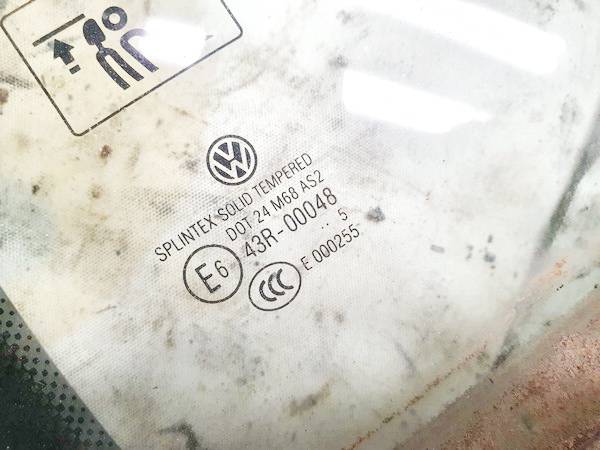 SPLINTEX SOLID TEMPERED
DOT 24 M68 AS2
43R-00048
.. 5
E6
E 000255